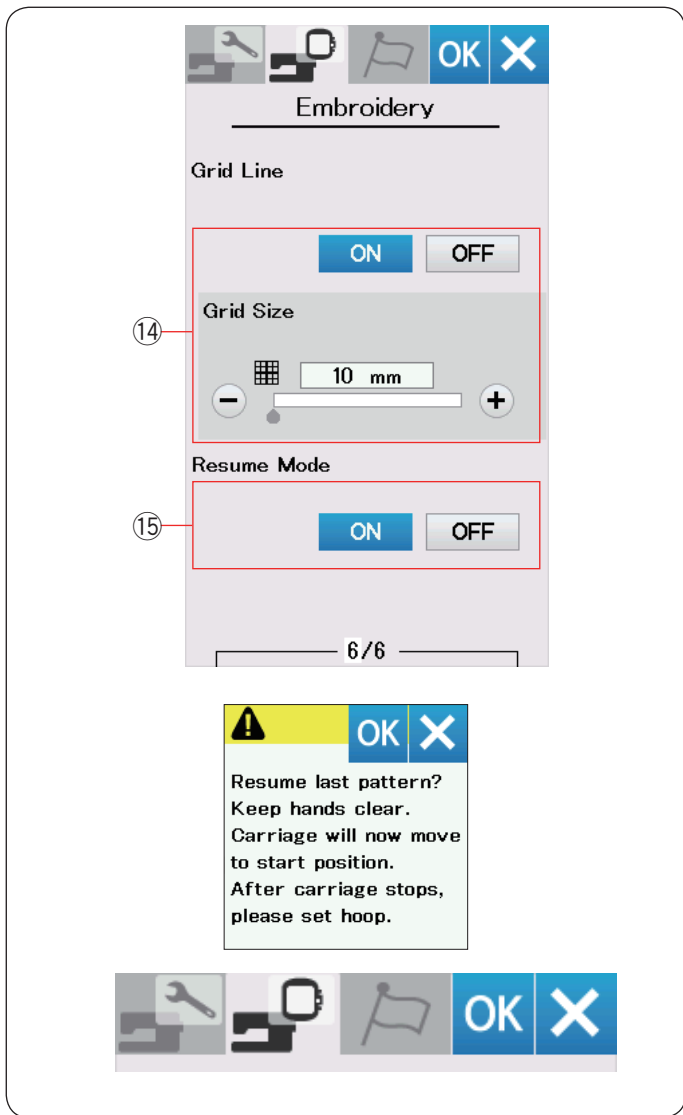 OK
Embroidery
Grid Line
ON OFF
Grid Size
⑭
10 mm
− +
Resume Mode
⑮
ON OFF
6/6
OK
Resume last pattern?
Keep hands clear.
Carriage will now move
to start position.
After carriage stops,
please set hoop.
OK